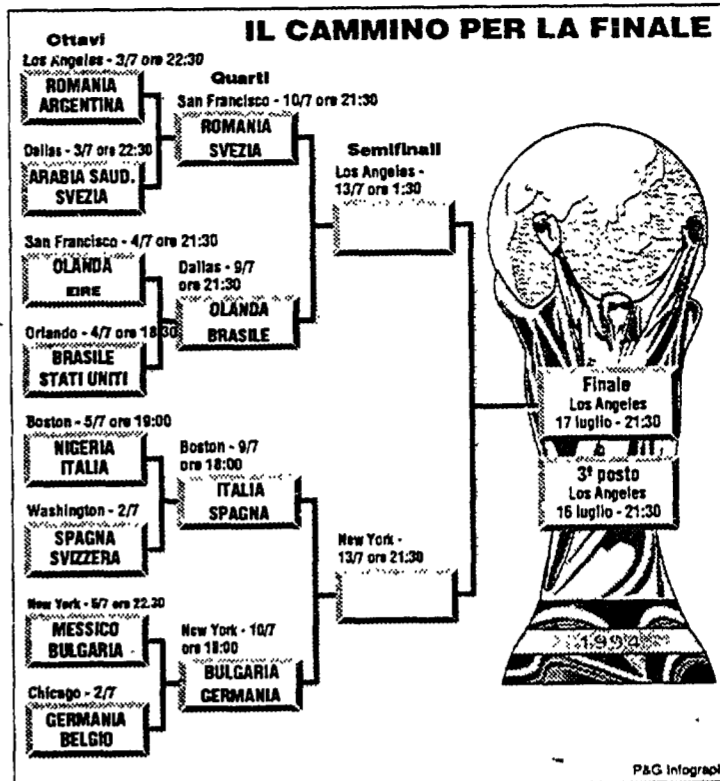 IL CAMMINO PER LA FINALE
Ottavi
Los Angeles - 3/7 ore 22:30
ROMANIA
ARGENTINA
Dallas - 3/7 ore 22:30
ARABIA SAUD.
SVEZIA
San Francisco - 4/7 ore 21:30
OLANDA
EIRE
Orlando - 4/7 ore 18:30
BRASILE
STATI UNITI
Boston - 5/7 ore 19:00
NIGERIA
ITALIA
Washington - 2/7
SPAGNA
SVIZZERA
New York - 5/7 ore 22.30
MESSICO
BULGARIA
Chicago - 2/7
GERMANIA
BELGIO
Quarti
San Francisco - 10/7 ore 21:30
ROMANIA
SVEZIA
Dallas - 9/7
ore 21:30
OLANDA
BRASILE
Boston - 9/7
ore 18:00
ITALIA
SPAGNA
New York - 10/7
ore 18:00
BULGARIA
GERMANIA
Semifinali
Los Angeles -
13/7 ore 1:30
New York -
13/7 ore 21:30
Finale
Los Angeles
17 luglio - 21:30
3° posto
Los Angeles
16 luglio - 21:30
1994
P&G Infograph